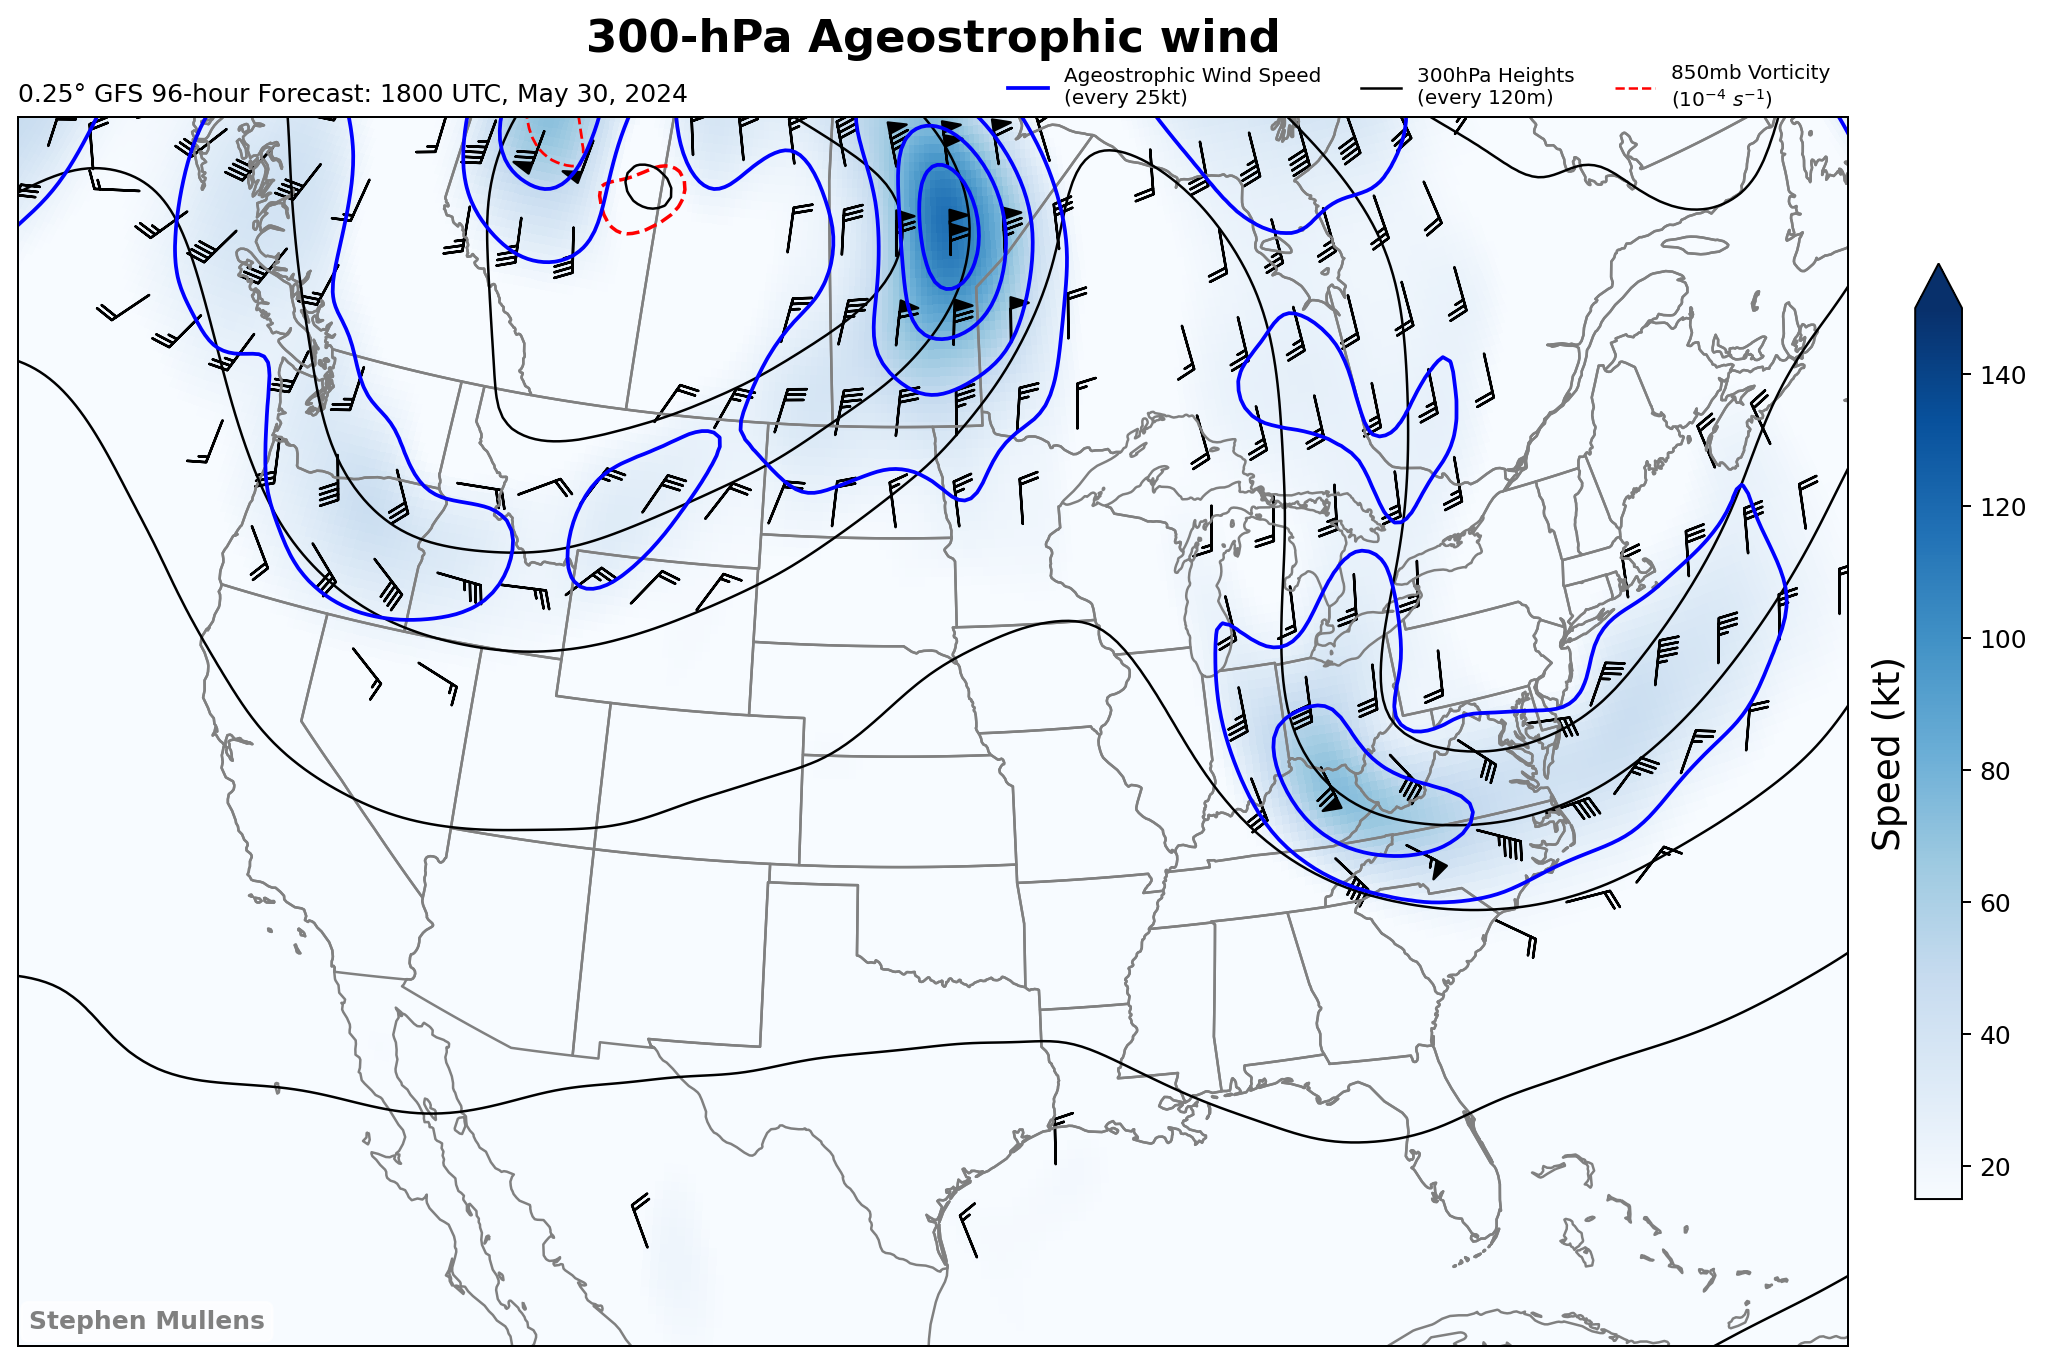 300-hPa Ageostrophic wind
0.25° GFS 96-hour Forecast: 1800 UTC, May 30, 2024
Ageostrophic Wind Speed
(every 25kt)
300hPa Heights
(every 120m)
850mb Vorticity
(10⁻⁴ s⁻¹)
140
120
100
80
60
40
20
Speed (kt)
Stephen Mullens